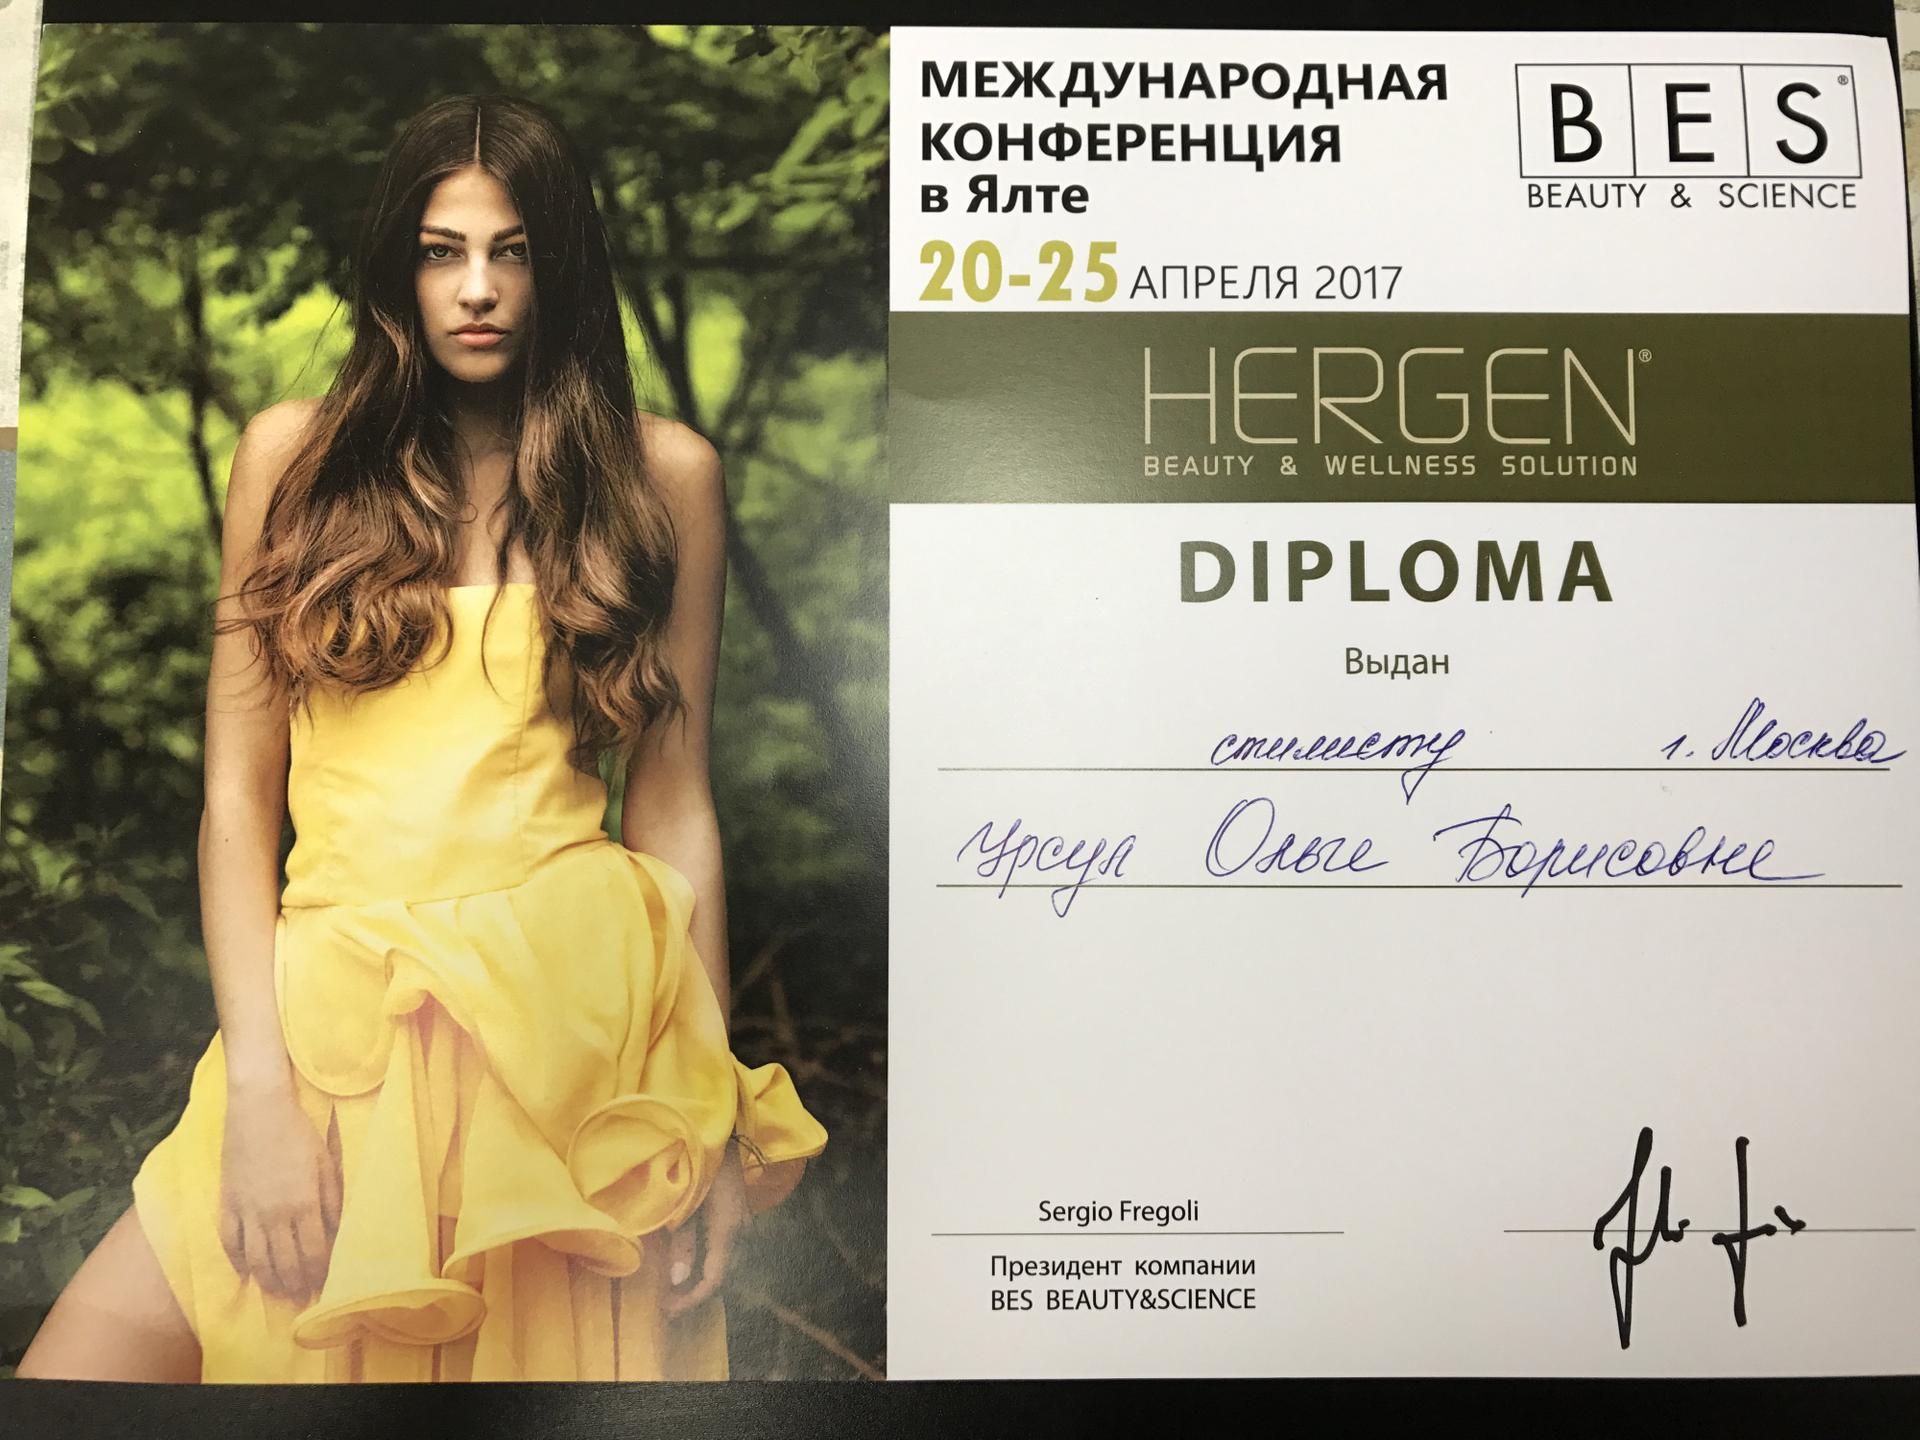 МЕЖДУНАРОДНАЯ
КОНФЕРЕНЦИЯ
в Ялте
20-25 АПРЕЛЯ 2017
BES®
BEAUTY & SCIENCE
HERGEN®
BEAUTY & WELLNESS SOLUTION
DIPLOMA
Выдан
стилисту г. Москва
Урсул Ольге Борисовне
Sergio Fregoli
Президент компании
BES BEAUTY&SCIENCE